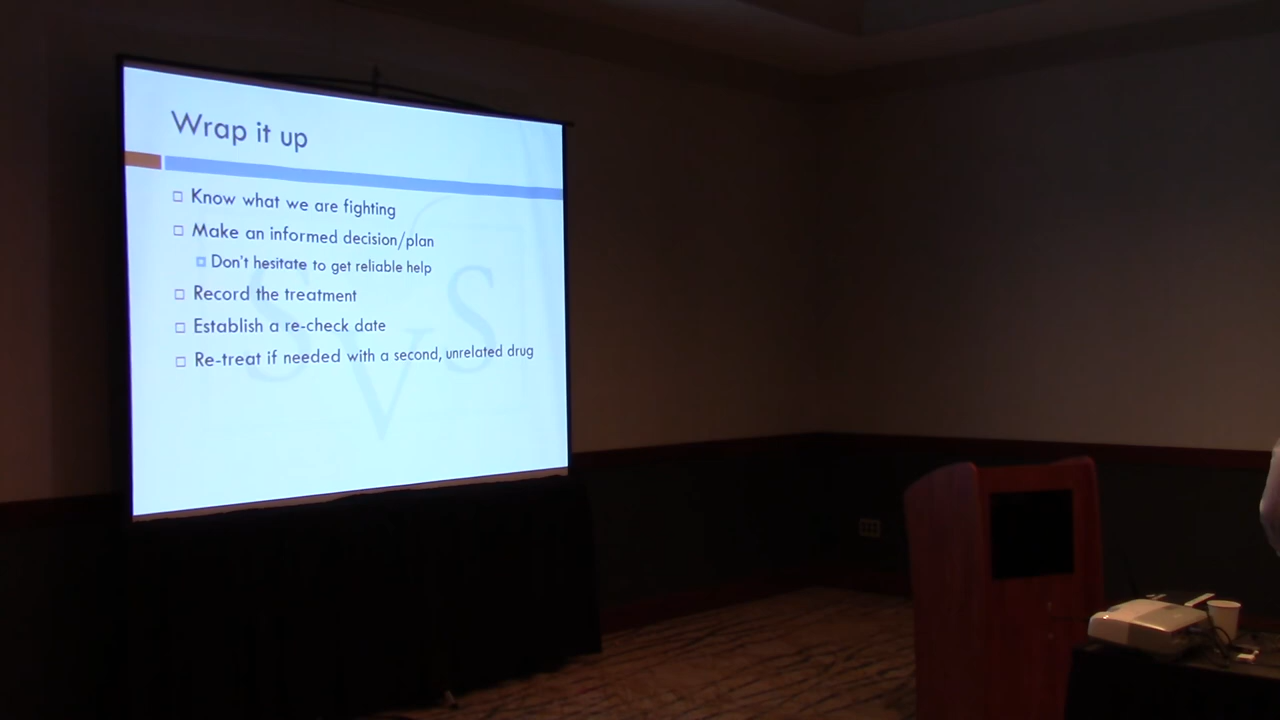 Wrap it up
Know what we are fighting
Make an informed decision/plan
Don't hesitate to get reliable help
Record the treatment
Establish a re-check date
Re-treat if needed with a second, unrelated drug
SVS